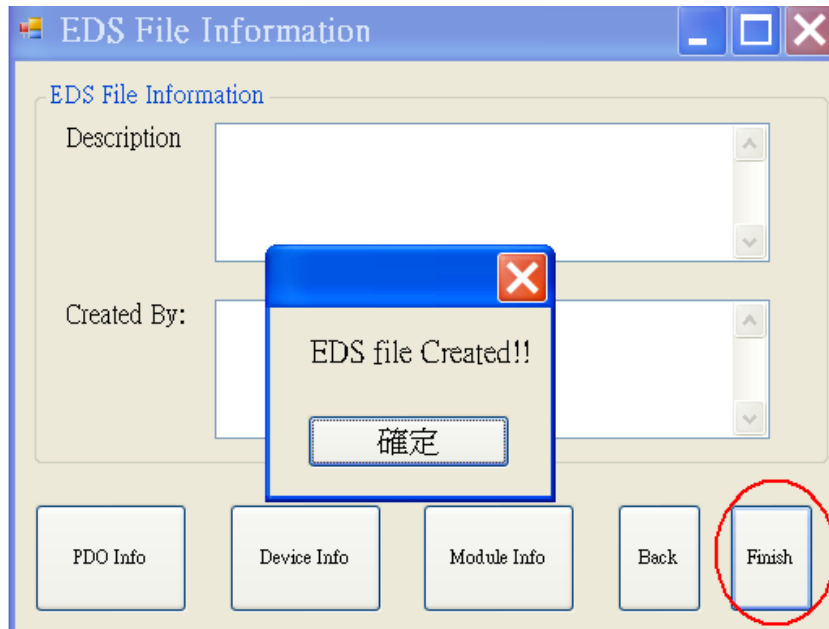 EDS File Information
EDS File Information
Description
Created By:
EDS file Created!!
確定
PDO Info
Device Info
Module Info
Back
Finish